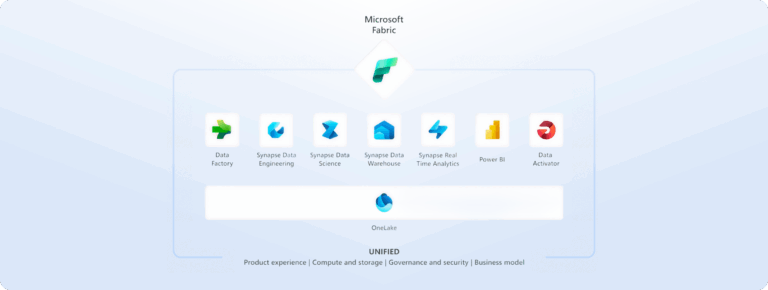 Microsoft
Fabric
Data
Factory
Synapse Data
Engineering
Synapse Data
Science
Synapse Data
Warehouse
Synapse Real
Time Analytics
Power BI
Data
Activator
OneLake
UNIFIED
Product experience | Compute and storage | Governance and security | Business model